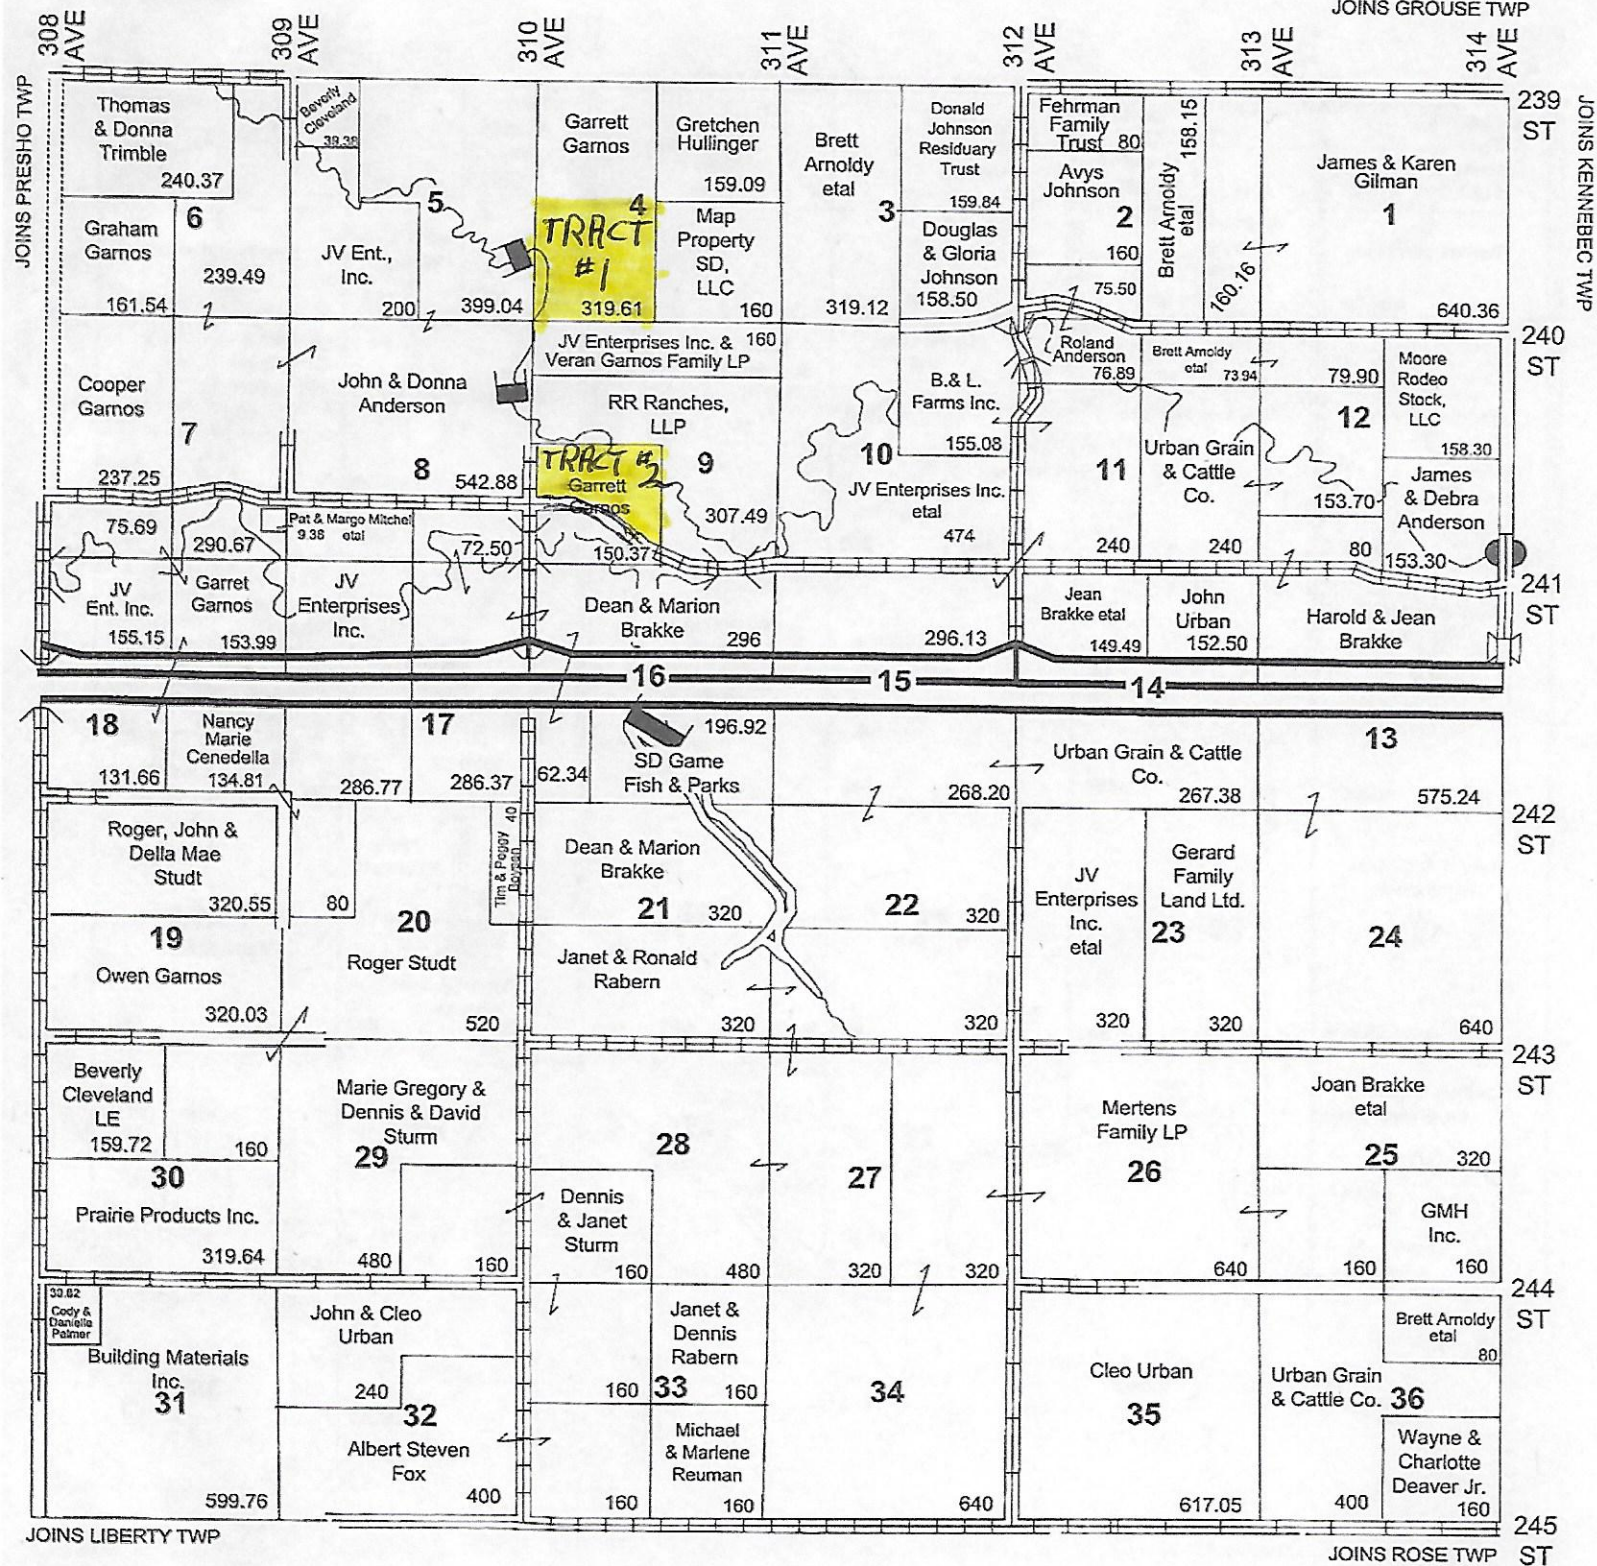 JOINS GROUSE TWP
308
AVE
309
AVE
310
AVE
311
AVE
312
AVE
313
AVE
314
AVE
JOINS PRESHO TWP
JOINS KENNEBEC TWP
239
ST
Thomas
& Donna
Trimble
240.37
Graham
Garnos
161.54
6
239.49
Beverly
Cleveland
39.38
5
JV Ent.,
Inc.
200
399.04
Garrett
Garnos
4
TRACT
#1
319.61
Gretchen
Hullinger
159.09
Map
Property
SD,
LLC
160
Brett
Arnoldy
etal
3
319.12
Donald
Johnson
Residuary
Trust
159.84
Douglas
& Gloria
Johnson
158.50
Fehrman
Family
Trust 80
Avys
Johnson
2
160
75.50
Brett Arnoldy
etal
158.15
160.16
James & Karen
Gilman
1
640.36
240
ST
Cooper
Garnos
7
237.25
John & Donna
Anderson
8
542.88
JV Enterprises Inc. & 160
Veran Garnos Family LP
RR Ranches,
LLP
9
307.49
TRACT #2
Garrett
Garnos
150.37
B.& L.
Farms Inc.
155.08
10
JV Enterprises Inc.
etal
474
Roland
Anderson
76.89
Brett Arnoldy
etal 73.94
11
240
Urban Grain
& Cattle
Co.
240
79.90
12
153.70
80
Moore
Rodeo
Stock,
LLC
158.30
James
& Debra
Anderson
153.30
241
ST
75.69
290.67
Pat & Margo Mitchel
9.38 etal
72.50
JV
Ent. Inc.
155.15
Garret
Garnos
153.99
JV
Enterprises
Inc.
Dean & Marion
Brakke
296
296.13
Jean
Brakke etal
149.49
John
Urban
152.50
Harold & Jean
Brakke
16
15
14
18
131.66
Nancy
Marie
Cenedella
134.81
17
286.77
286.37
62.34
196.92
SD Game
Fish & Parks
268.20
Urban Grain & Cattle
Co.
267.38
13
575.24
242
ST
Roger, John &
Della Mae
Studt
320.55
19
Owen Garnos
320.03
80
20
Roger Studt
520
Tim & Peggy
40
Dean & Marion
Brakke
21
320
Janet & Ronald
Rabern
320
22
320
320
JV
Enterprises
Inc.
etal
320
Gerard
Family
Land Ltd.
23
320
24
640
243
ST
Beverly
Cleveland
LE
159.72
160
30
Prairie Products Inc.
319.64
Marie Gregory &
Dennis & David
Sturm
29
480
160
28
Dennis
& Janet
Sturm
160
480
27
320
320
Mertens
Family LP
26
640
Joan Brakke
etal
25
320
160
GMH
Inc.
160
244
ST
Cody &
Danielle
Palmer
Building Materials
Inc.
31
599.76
John & Cleo
Urban
240
32
Albert Steven
Fox
400
Janet &
Dennis
Rabern
160
33
160
Michael
& Marlene
Reuman
160
160
34
640
Cleo Urban
35
617.05
Urban Grain
& Cattle Co.
36
400
Brett Arnoldy
etal
80
Wayne &
Charlotte
Deaver Jr.
160
245
ST
JOINS LIBERTY TWP
JOINS ROSE TWP